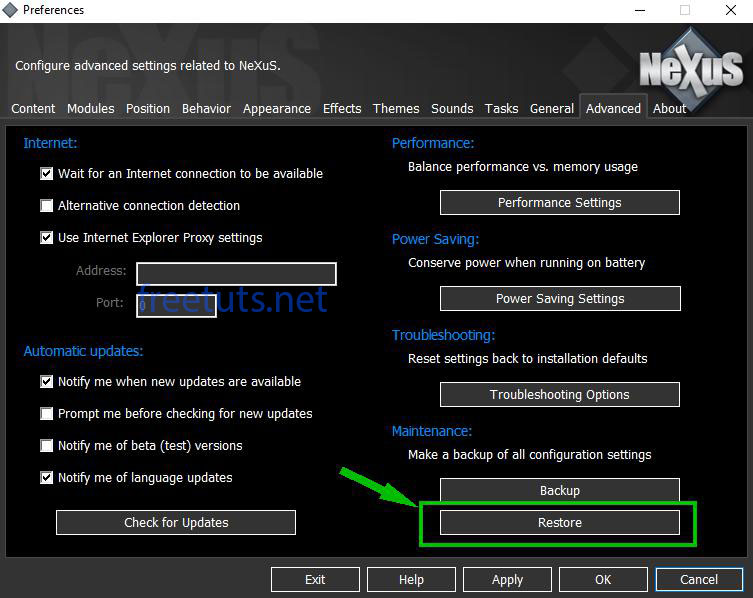 Preferences
Configure advanced settings related to NeXuS.
NeXuS
Content Modules Position Behavior Appearance Effects Themes Sounds Tasks General Advanced About
Internet:
Wait for an Internet connection to be available
Alternative connection detection
Use Internet Explorer Proxy settings
Address:
Port: 0
freetuts.net
Automatic updates:
Notify me when new updates are available
Prompt me before checking for new updates
Notify me of beta (test) versions
Notify me of language updates
Check for Updates
Performance:
Balance performance vs. memory usage
Performance Settings
Power Saving:
Conserve power when running on battery
Power Saving Settings
Troubleshooting:
Reset settings back to installation defaults
Troubleshooting Options
Maintenance:
Make a backup of all configuration settings
Backup
Restore
Exit Help Apply OK Cancel